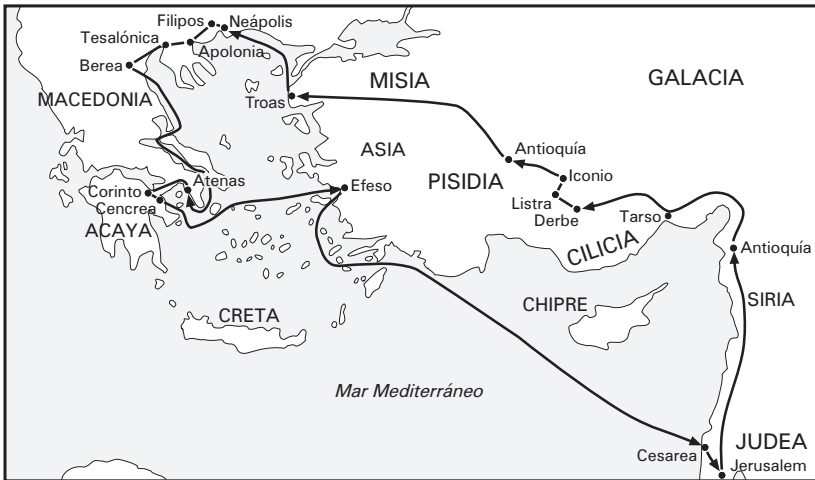 Filipos
Neápolis
Tesalónica
Apolonia
Berea
MISIA
GALACIA
MACEDONIA
Troas
ASIA
Antioquía
Iconio
Atenas
Efeso
PISIDIA
Corinto
Listra
Cencrea
Derbe
Tarso
ACAYA
CILICIA
Antioquía
CHIPRE
SIRIA
CRETA
Mar Mediterráneo
JUDEA
Cesarea
Jerusalem